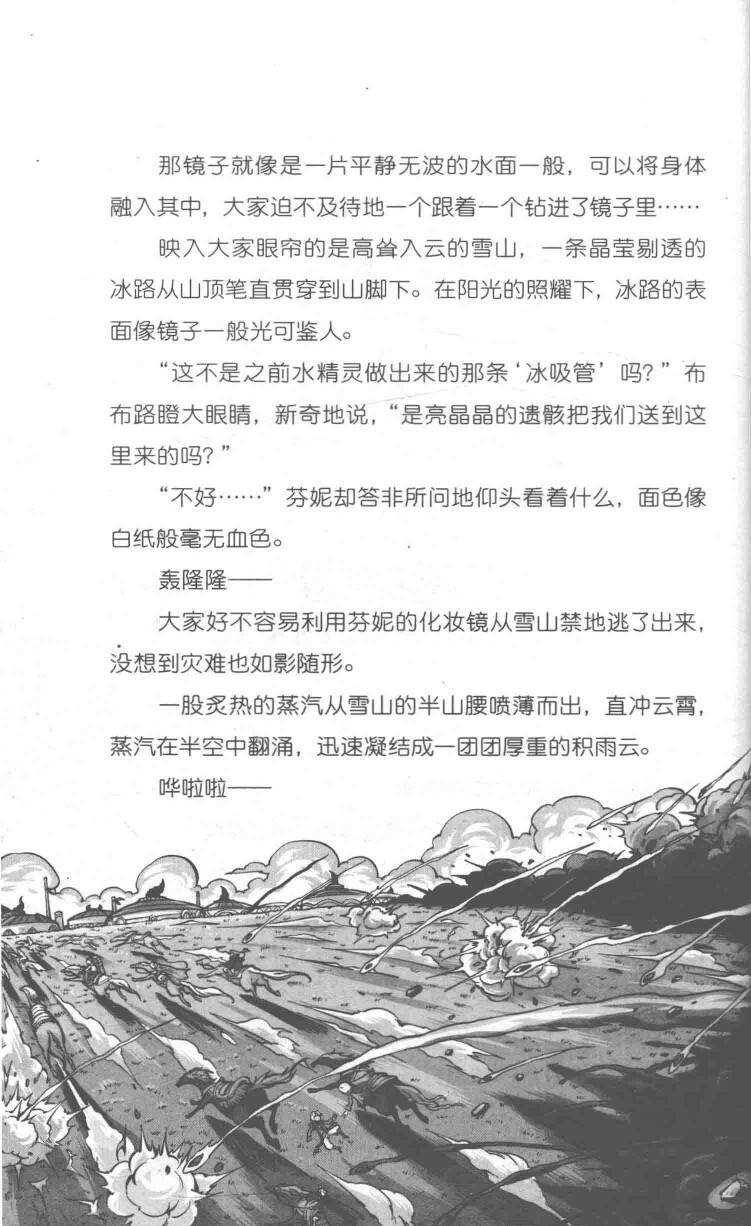 那镜子就像是一片平静无波的水面一般，可以将身体
融入其中，大家迫不及待地一个跟着一个钻进了镜子里……
映入大家眼帘的是高耸入云的雪山，一条晶莹剔透的
冰路从山顶笔直贯穿到山脚下。在阳光的照耀下，冰路的表
面像镜子一般光可鉴人。
“这不是之前水精灵做出来的那条‘冰吸管’吗？”布
布路瞪大眼睛，新奇地说，“是亮晶晶的遗骸把我们送到这
里来的吗？”
“不好……”芬妮却答非所问地仰头看着什么，面色像
白纸般毫无血色。
轰隆隆——
大家好不容易利用芬妮的化妆镜从雪山禁地逃了出来，
没想到灾难也如影随形。
一股炙热的蒸汽从雪山的半山腰喷薄而出，直冲云霄，
蒸汽在半空中翻涌，迅速凝结成一团团厚重的积雨云。
哗啦啦——